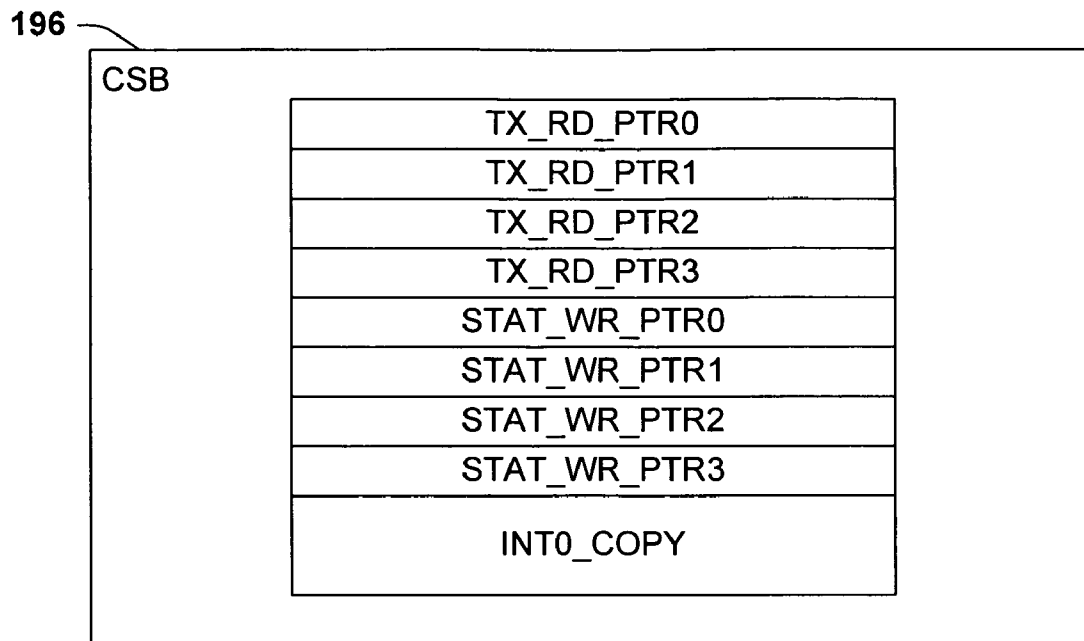 196
CSB
TX_RD_PTR0
TX_RD_PTR1
TX_RD_PTR2
TX_RD_PTR3
STAT_WR_PTR0
STAT_WR_PTR1
STAT_WR_PTR2
STAT_WR_PTR3
INT0_COPY